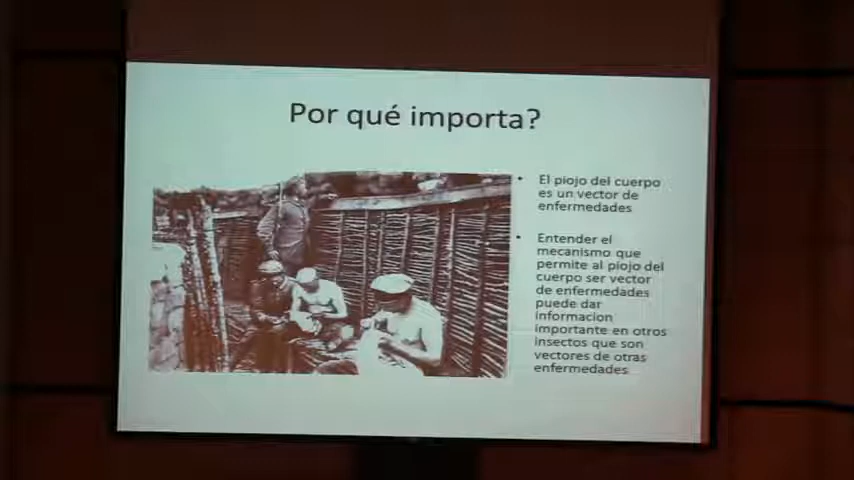 Por qué importa?
• El piojo del cuerpo
es un vector de
enfermedades
• Entender el
mecanismo que
permite al piojo del
cuerpo ser vector
de enfermedades
puede dar
informacion
importante en otros
insectos que son
vectores de otras
enfermedades